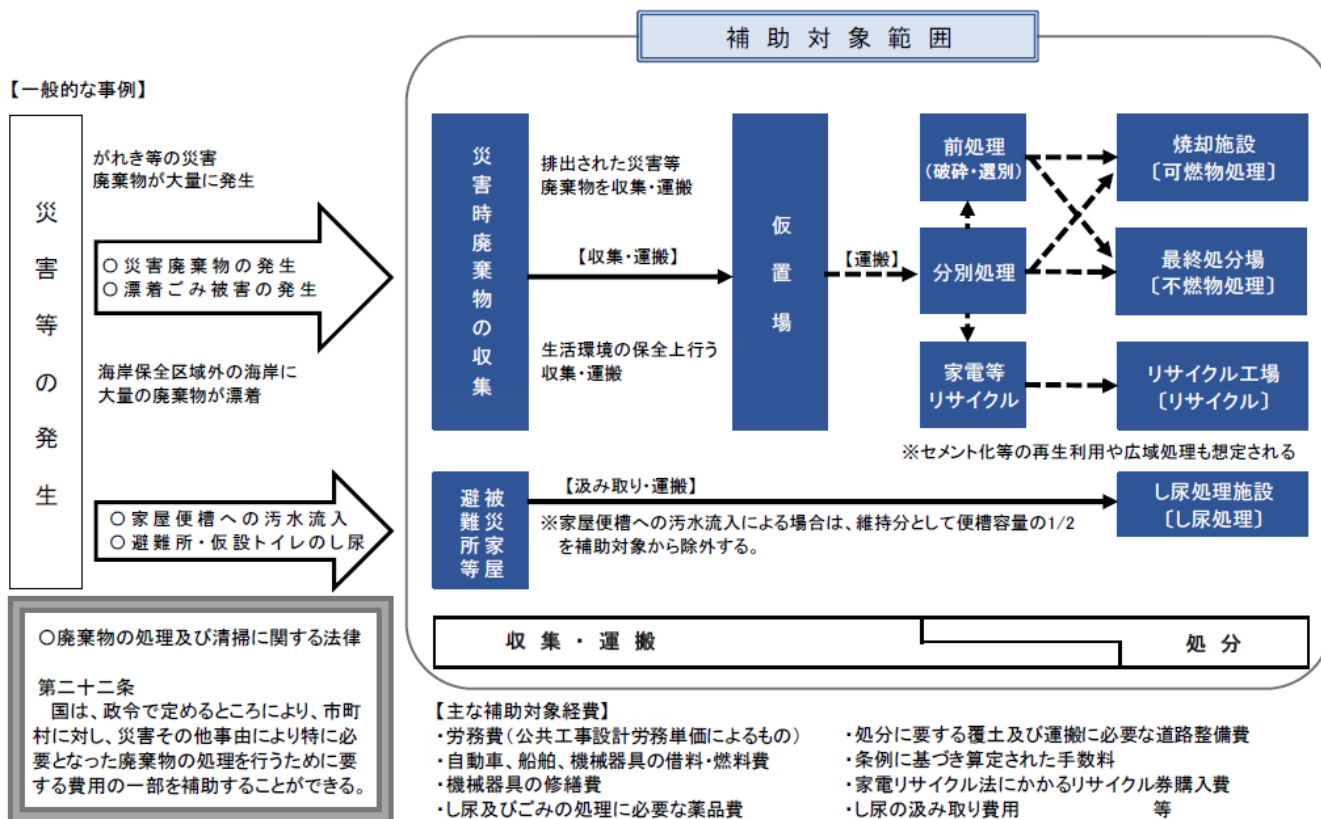 補助対象範囲
【一般的な事例】
災害等の発生
がれき等の災害
廃棄物が大量に発生
○災害廃棄物の発生
○漂着ごみ被害の発生
海岸保全区域外の海岸に
大量の廃棄物が漂着
○家屋便槽への汚水流入
○避難所・仮設トイレのし尿
災害時廃棄物の収集
排出された災害等
廃棄物を収集・運搬
【収集・運搬】
生活環境の保全上行う
収集・運搬
仮置場
【運搬】
前処理
(破砕・選別)
分別処理
家電等
リサイクル
焼却施設
〔可燃物処理〕
最終処分場
〔不燃物処理〕
リサイクル工場
〔リサイクル〕
※セメント化等の再生利用や広域処理も想定される
被災家屋
避難所等
【汲み取り・運搬】
※家屋便槽への汚水流入による場合は、維持分として便槽容量の1/2
を補助対象から除外する。
し尿処理施設
〔し尿処理〕
収集・運搬
処分
○廃棄物の処理及び清掃に関する法律
第二十二条
国は、政令で定めるところにより、市町
村に対し、災害その他事由により特に必
要となった廃棄物の処理を行うために要
する費用の一部を補助することができる。
【主な補助対象経費】
・労務費(公共工事設計労務単価によるもの)
・自動車、船舶、機械器具の借料・燃料費
・機械器具の修繕費
・し尿及びごみの処理に必要な薬品費
・処分に要する覆土及び運搬に必要な道路整備費
・条例に基づき算定された手数料
・家電リサイクル法にかかるリサイクル券購入費
・し尿の汲み取り費用 等